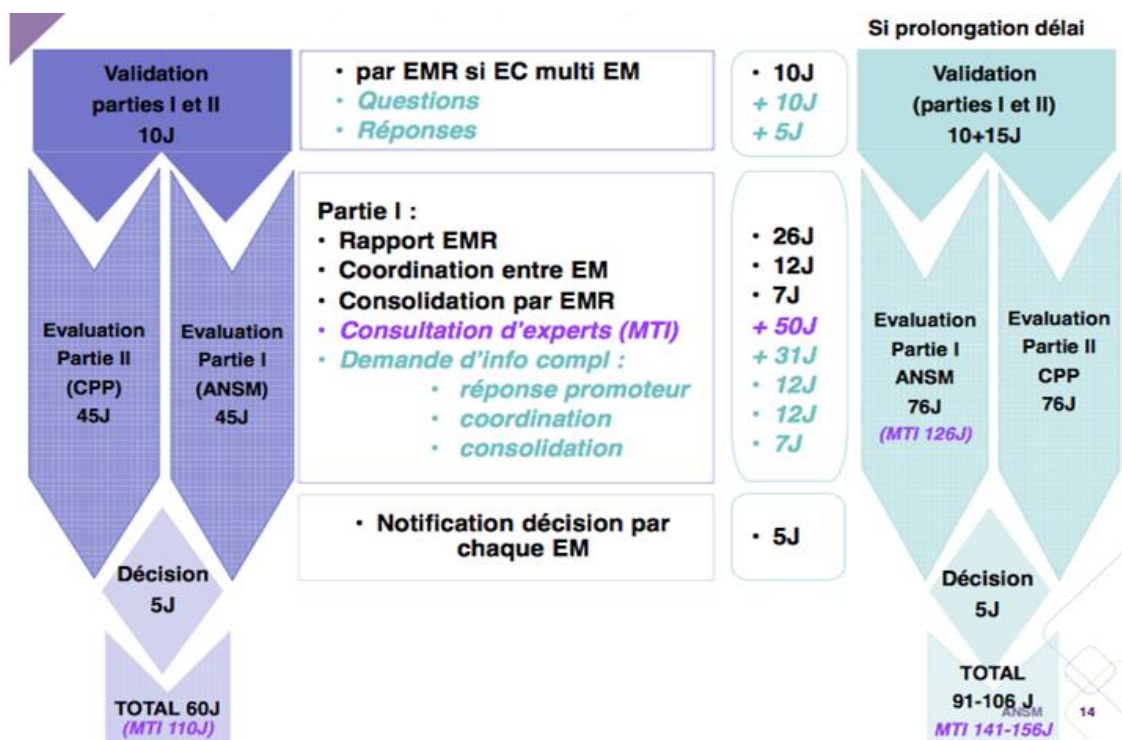 Si prolongation délai
Validation
parties I et II
10J
• par EMR si EC multi EM
• Questions
• Réponses
• 10J
+ 10J
+ 5J
Validation
(parties I et II)
10+15J
Evaluation
Partie II
(CPP)
45J
Evaluation
Partie I
(ANSM)
45J
Partie I :
• Rapport EMR
• Coordination entre EM
• Consolidation par EMR
• Consultation d'experts (MTI)
• Demande d'info compl :
• réponse promoteur
• coordination
• consolidation
• 26J
• 12J
• 7J
+ 50J
+ 31J
• 12J
• 12J
• 7J
Evaluation
Partie I
ANSM
76J
(MTI 126J)
Evaluation
Partie II
CPP
76J
• Notification décision par
chaque EM
• 5J
Décision
5J
Décision
5J
TOTAL 60J
(MTI 110J)
TOTAL
91-106 J
MTI 141-156J
ANSM
14